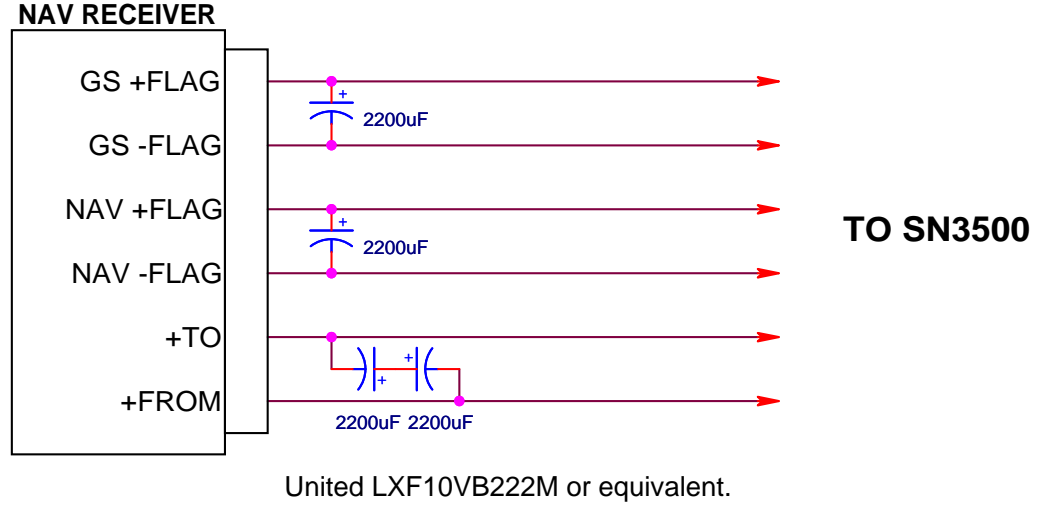 NAV RECEIVER
GS +FLAG
+
2200uF
GS -FLAG
NAV +FLAG
+
2200uF
TO SN3500
NAV -FLAG
+TO
+
+
+FROM
2200uF 2200uF
United LXF10VB222M or equivalent.